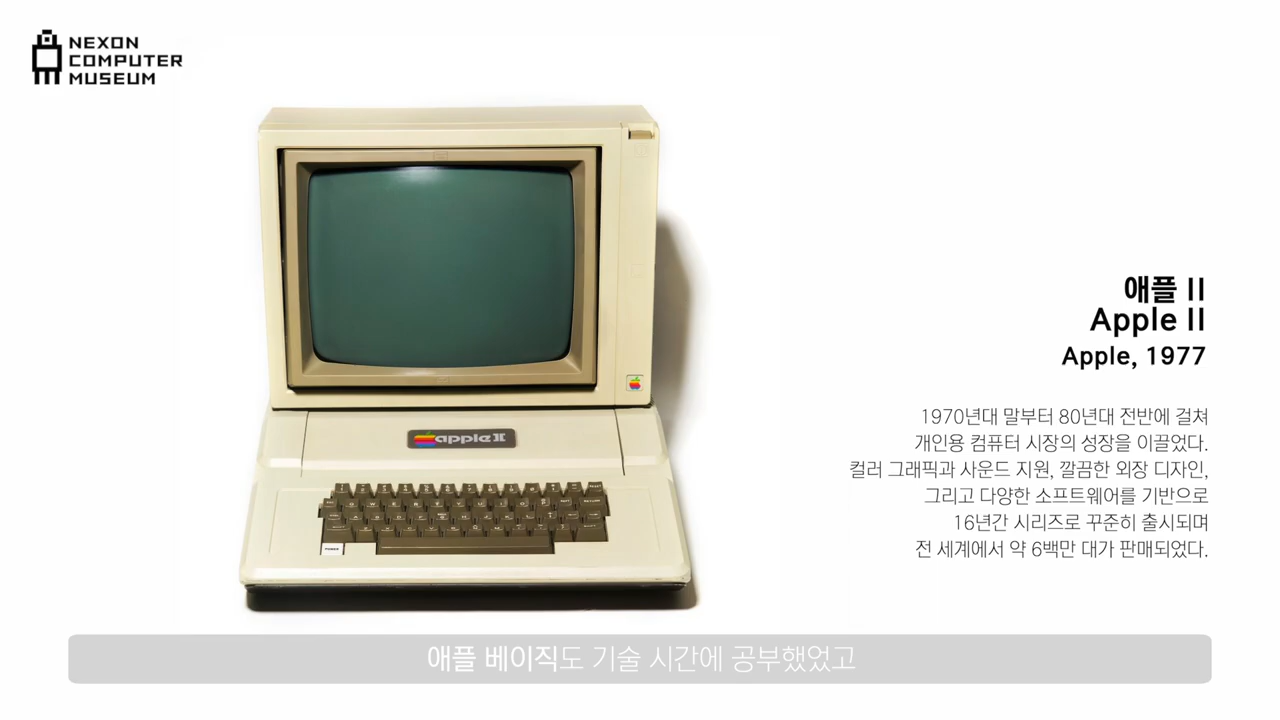 NEXON
COMPUTER
MUSEUM
애플 II
Apple II
Apple, 1977
1970년대 말부터 80년대 전반에 걸쳐
개인용 컴퓨터 시장의 성장을 이끌었다.
컬러 그래픽과 사운드 지원, 깔끔한 외장 디자인,
그리고 다양한 소프트웨어를 기반으로
16년간 시리즈로 꾸준히 출시되며
전 세계에서 약 6백만 대가 판매되었다.
apple ][
POWER
애플 베이직도 기술 시간에 공부했었고